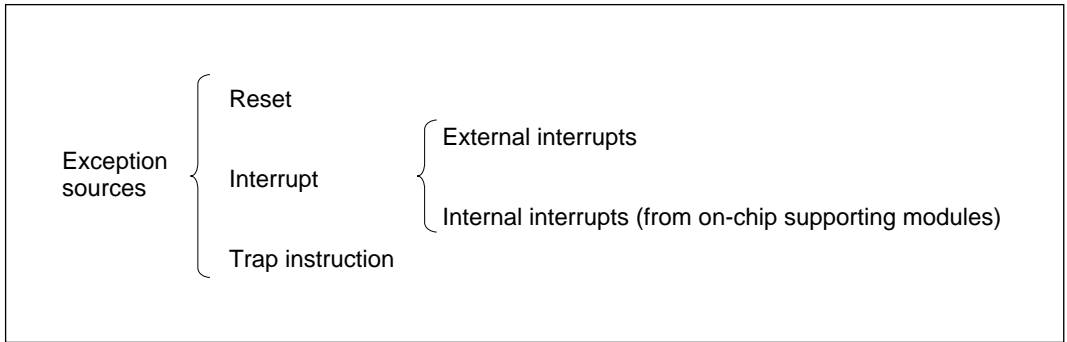 Exception
sources
Reset
Interrupt
Trap instruction
External interrupts
Internal interrupts (from on-chip supporting modules)